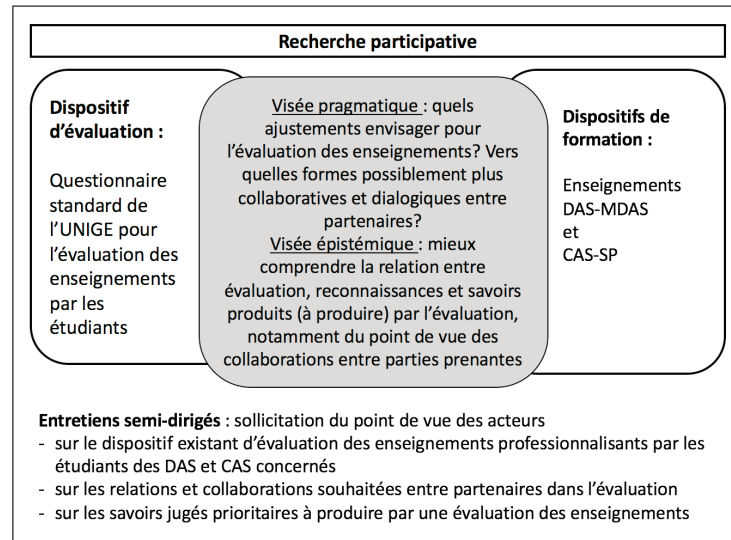 Recherche participative
Dispositif
d'évaluation :
Questionnaire
standard de
l'UNIGE pour
l'évaluation des
enseignements
par les
étudiants
Visée pragmatique : quels
ajustements envisager pour
l'évaluation des enseignements? Vers
quelles formes possiblement plus
collaboratives et dialogiques entre
partenaires?
Visée épistémique : mieux
comprendre la relation entre
évaluation, reconnaissances et savoirs
produits (à produire) par l'évaluation,
notamment du point de vue des
collaborations entre parties prenantes
Dispositifs de
formation :
Enseignements
DAS-MDAS
et
CAS-SP
Entretiens semi-dirigés : sollicitation du point de vue des acteurs
- sur le dispositif existant d'évaluation des enseignements professionnalisants par les
étudiants des DAS et CAS concernés
- sur les relations et collaborations souhaitées entre partenaires dans l'évaluation
- sur les savoirs jugés prioritaires à produire par une évaluation des enseignements